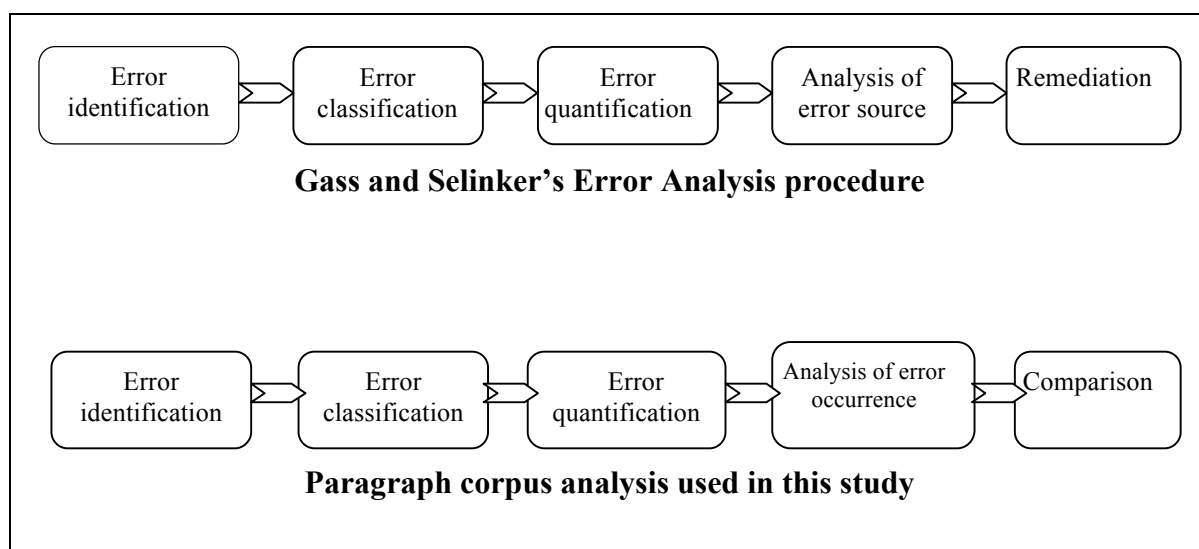 Error
identification
Error
classification
Error
quantification
Analysis of
error source
Remediation
Gass and Selinker’s Error Analysis procedure
Error
identification
Error
classification
Error
quantification
Analysis of error
occurrence
Comparison
Paragraph corpus analysis used in this study